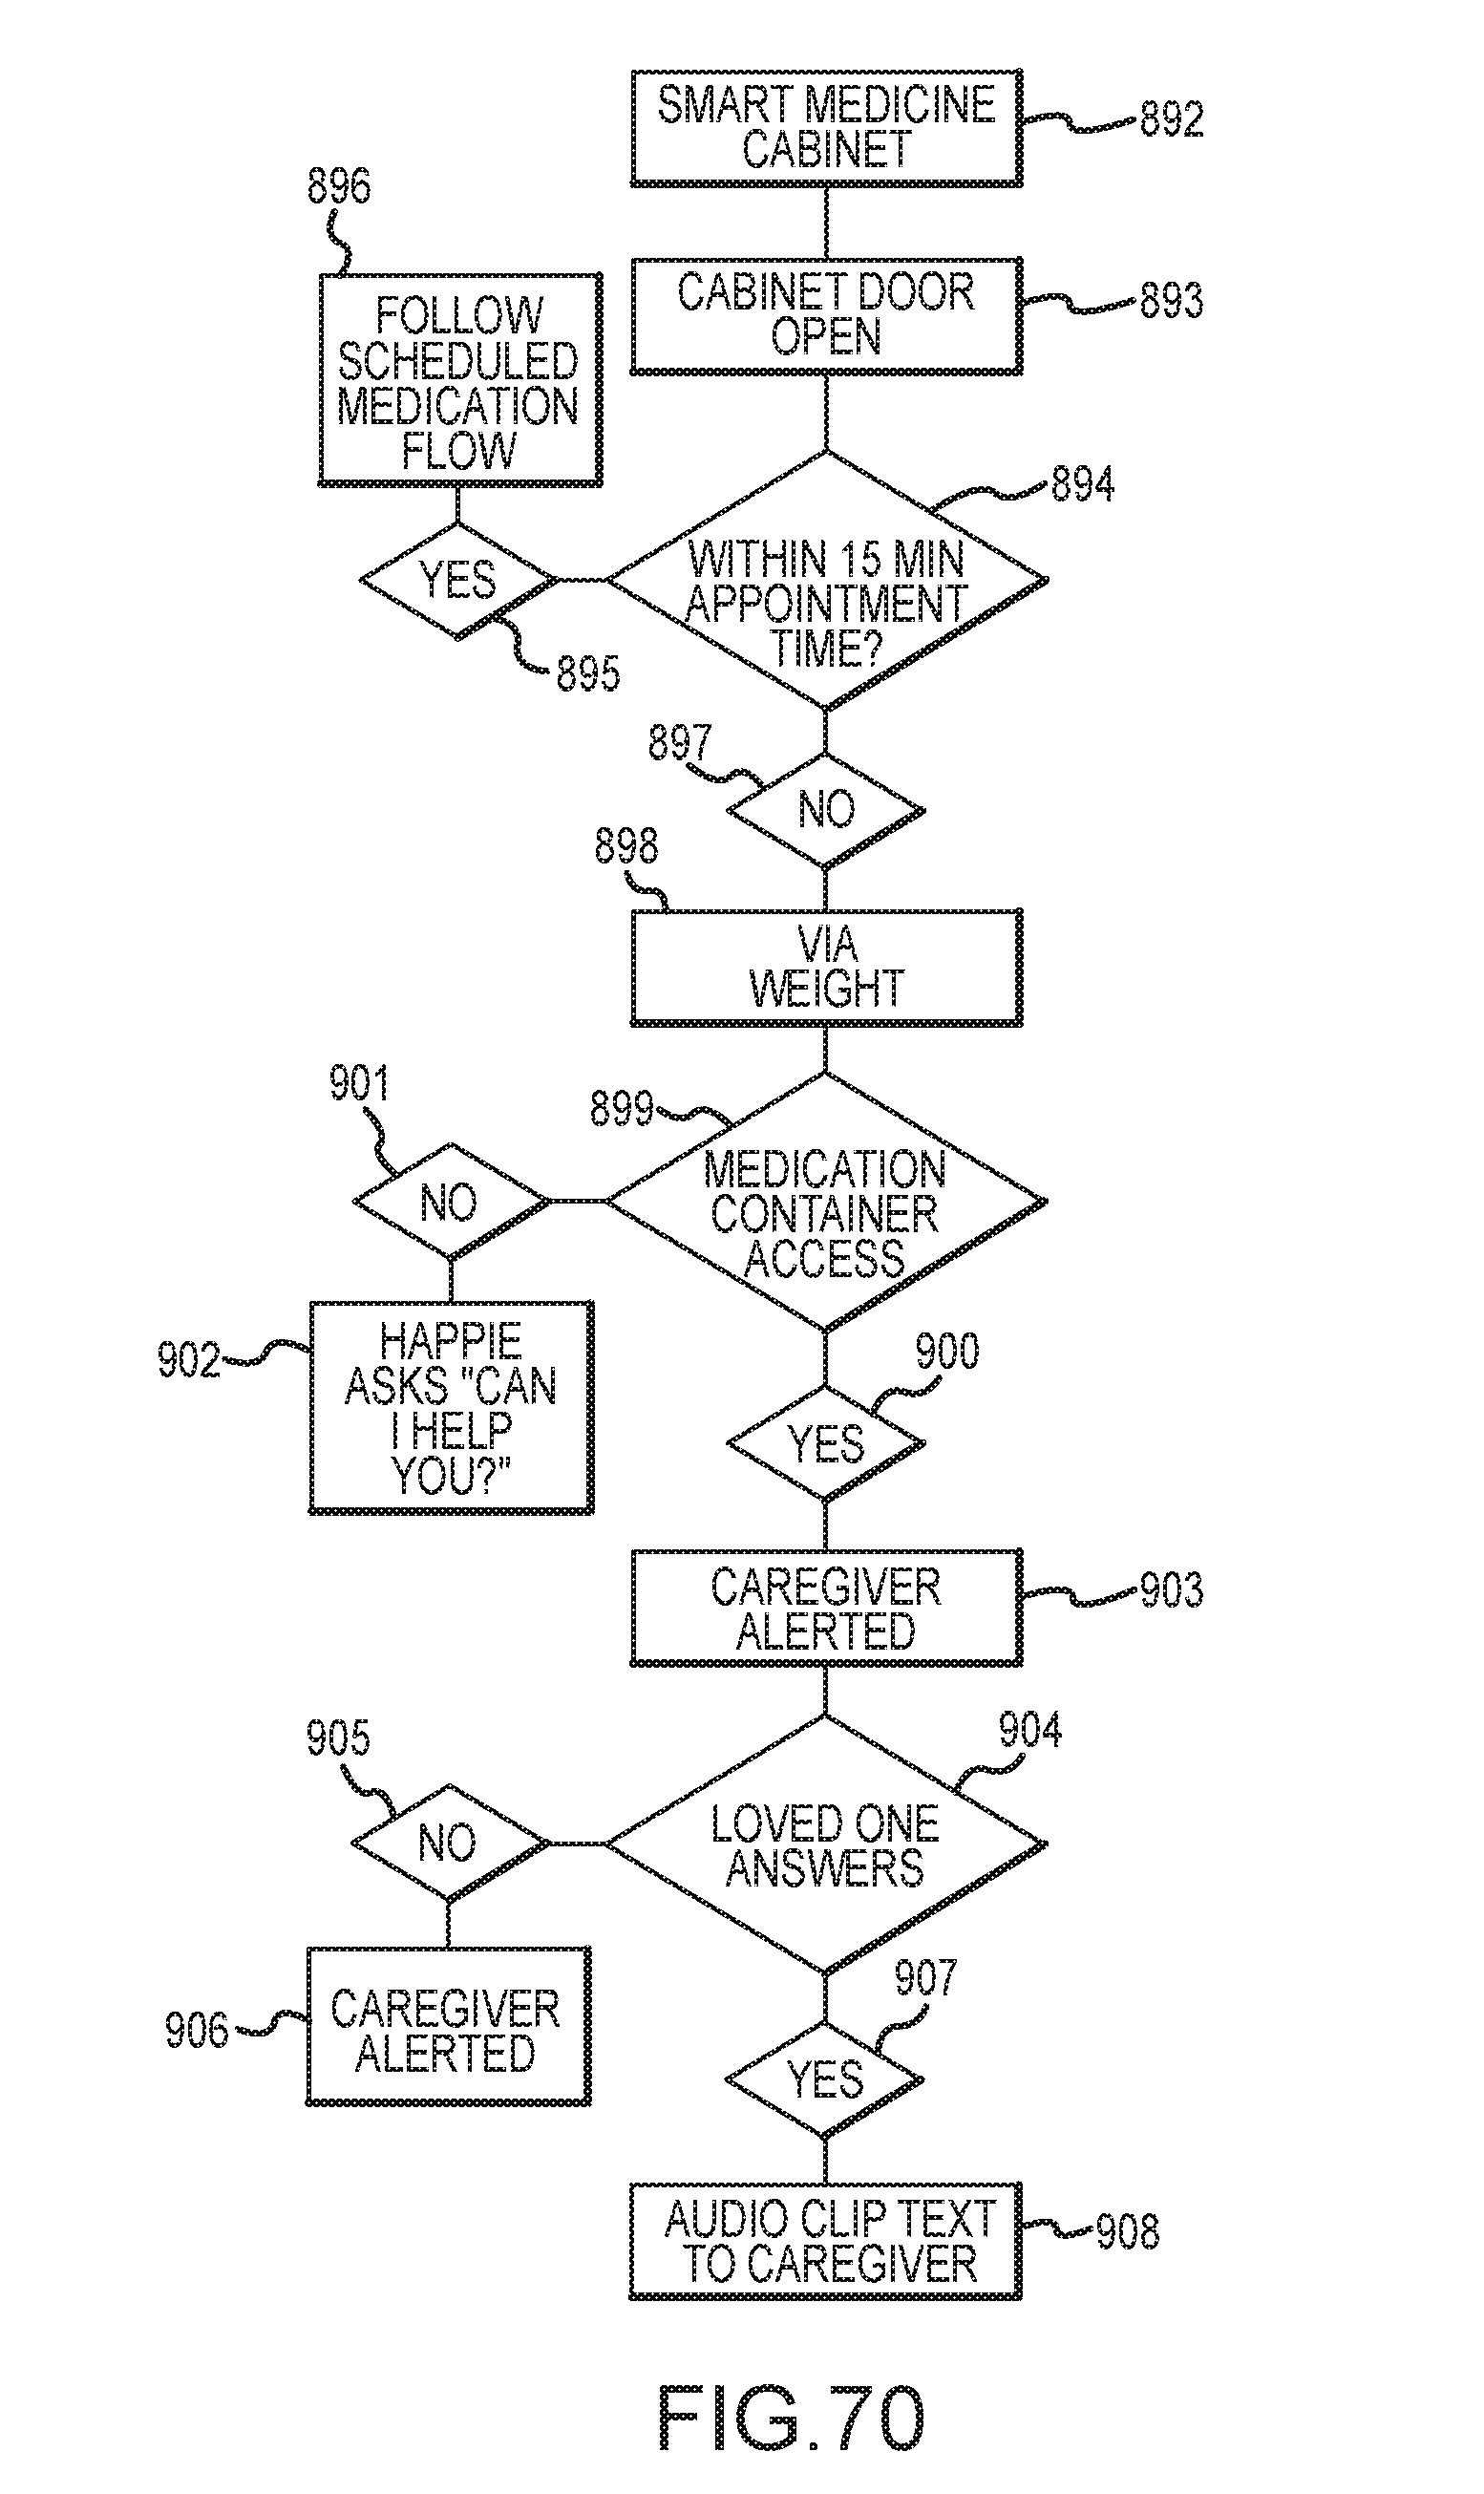 SMART MEDICINE
CABINET
892
896
CABINET DOOR
OPEN
893
FOLLOW
SCHEDULED
MEDICATION
FLOW
894
WITHIN 15 MIN
APPOINTMENT
TIME?
YES
895
897
NO
898
VIA
WEIGHT
901
899
NO
MEDICATION
CONTAINER
ACCESS
902
HAPPIE
ASKS "CAN
I HELP
YOU?"
900
YES
CAREGIVER
ALERTED
903
905
904
NO
LOVED ONE
ANSWERS
906
CAREGIVER
ALERTED
907
YES
AUDIO CLIP TEXT
TO CAREGIVER
908
FIG.70